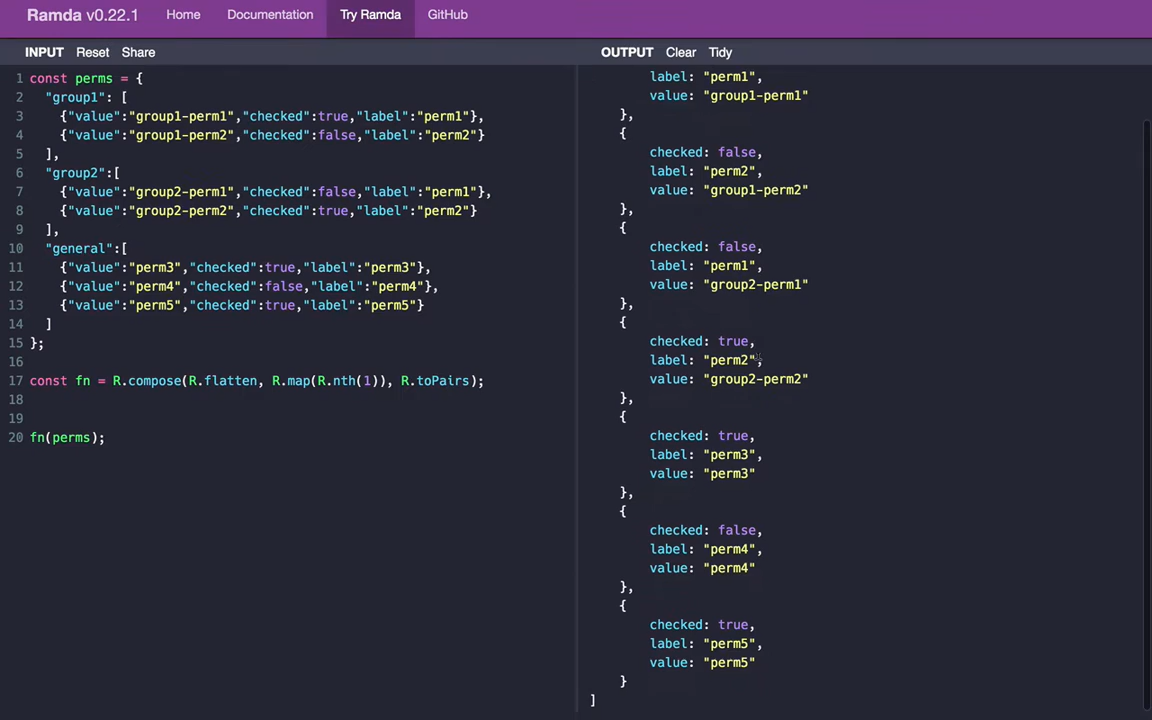 Ramda v0.22.1 Home Documentation Try Ramda GitHub
INPUT Reset Share
1 const perms = {
2 "group1": [
3 {"value":"group1-perm1","checked":true,"label":"perm1"},
4 {"value":"group1-perm2","checked":false,"label":"perm2"}
5 ],
6 "group2":[
7 {"value":"group2-perm1","checked":false,"label":"perm1"},
8 {"value":"group2-perm2","checked":true,"label":"perm2"}
9 ],
10 "general":[
11 {"value":"perm3","checked":true,"label":"perm3"},
12 {"value":"perm4","checked":false,"label":"perm4"},
13 {"value":"perm5","checked":true,"label":"perm5"}
14 ]
15 };
16
17 const fn = R.compose(R.flatten, R.map(R.nth(1)), R.toPairs);
18
19
20 fn(perms);
OUTPUT Clear Tidy
label: "perm1",
value: "group1-perm1"
},
{
checked: false,
label: "perm2",
value: "group1-perm2"
},
{
checked: false,
label: "perm1",
value: "group2-perm1"
},
{
checked: true,
label: "perm2",
value: "group2-perm2"
},
{
checked: true,
label: "perm3",
value: "perm3"
},
{
checked: false,
label: "perm4",
value: "perm4"
},
{
checked: true,
label: "perm5",
value: "perm5"
}
]